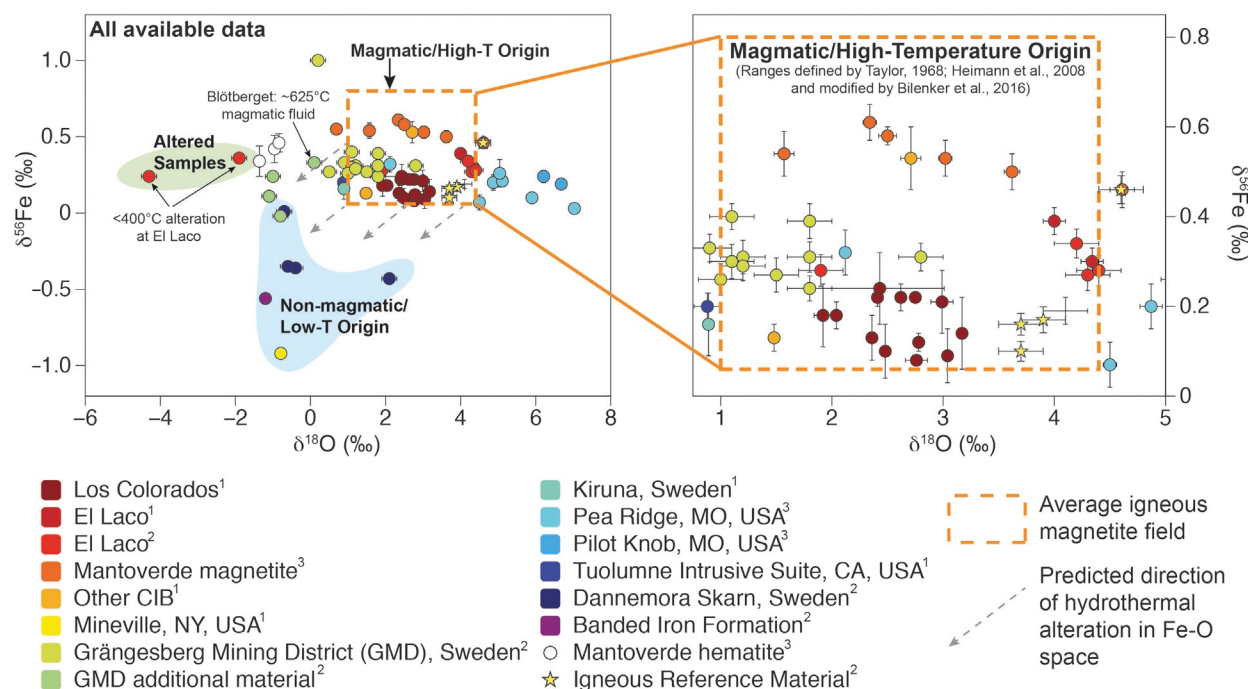 All available data
Magmatic/High-T Origin
Blötberget: ~625°C
magmatic fluid
Altered
Samples
<400°C alteration
at El Laco
Non-magmatic/
Low-T Origin
1.0
0.5
0
−0.5
−1.0
δ56Fe (‰)
−6
−4
−2
0
2
4
6
8
δ18O (‰)
Magmatic/High-Temperature Origin
(Ranges defined by Taylor, 1968; Heimann et al., 2008
and modified by Bilenker et al., 2016)
0.8
0.6
0.4
0.2
0
δ56Fe (‰)
1
2
3
4
5
δ18O (‰)
Los Colorados1
El Laco1
El Laco2
Mantoverde magnetite3
Other CIB1
Mineville, NY, USA1
Grängesberg Mining District (GMD), Sweden2
GMD additional material2
Kiruna, Sweden1
Pea Ridge, MO, USA3
Pilot Knob, MO, USA3
Tuolumne Intrusive Suite, CA, USA1
Dannemora Skarn, Sweden2
Banded Iron Formation2
Mantoverde hematite3
Igneous Reference Material2
Average igneous
magnetite field
Predicted direction
of hydrothermal
alteration in Fe-O
space